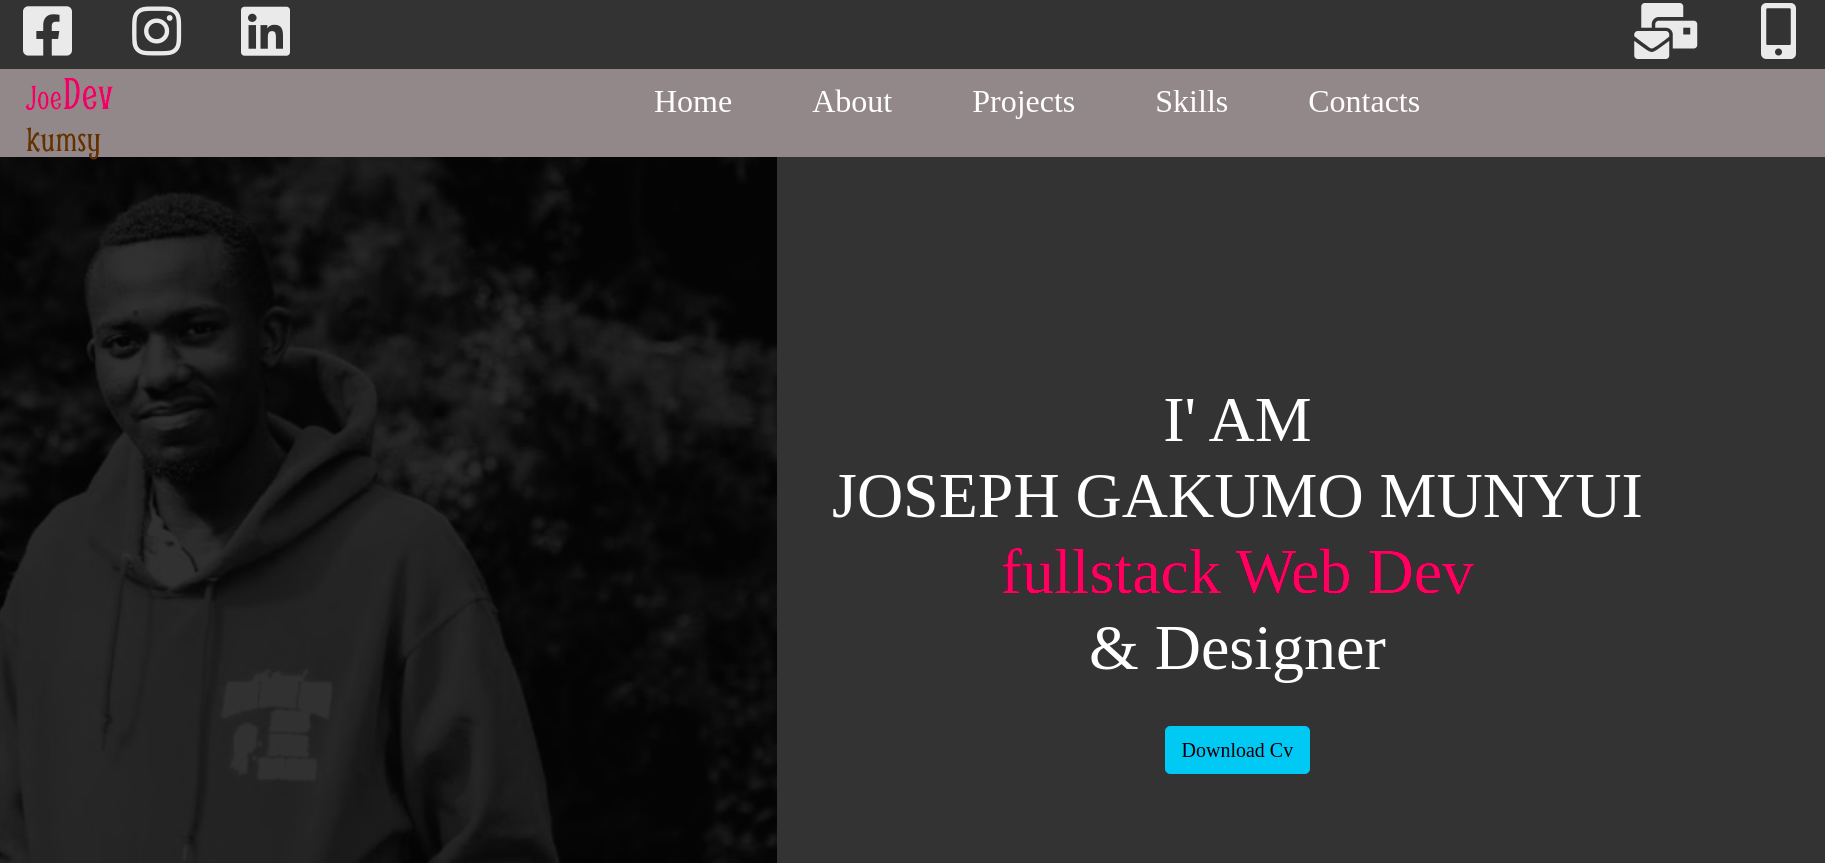 JoeDev
kumsy
Home About Projects Skills Contacts
I' AM
JOSEPH GAKUMO MUNYUI
fullstack Web Dev
& Designer
Download Cv